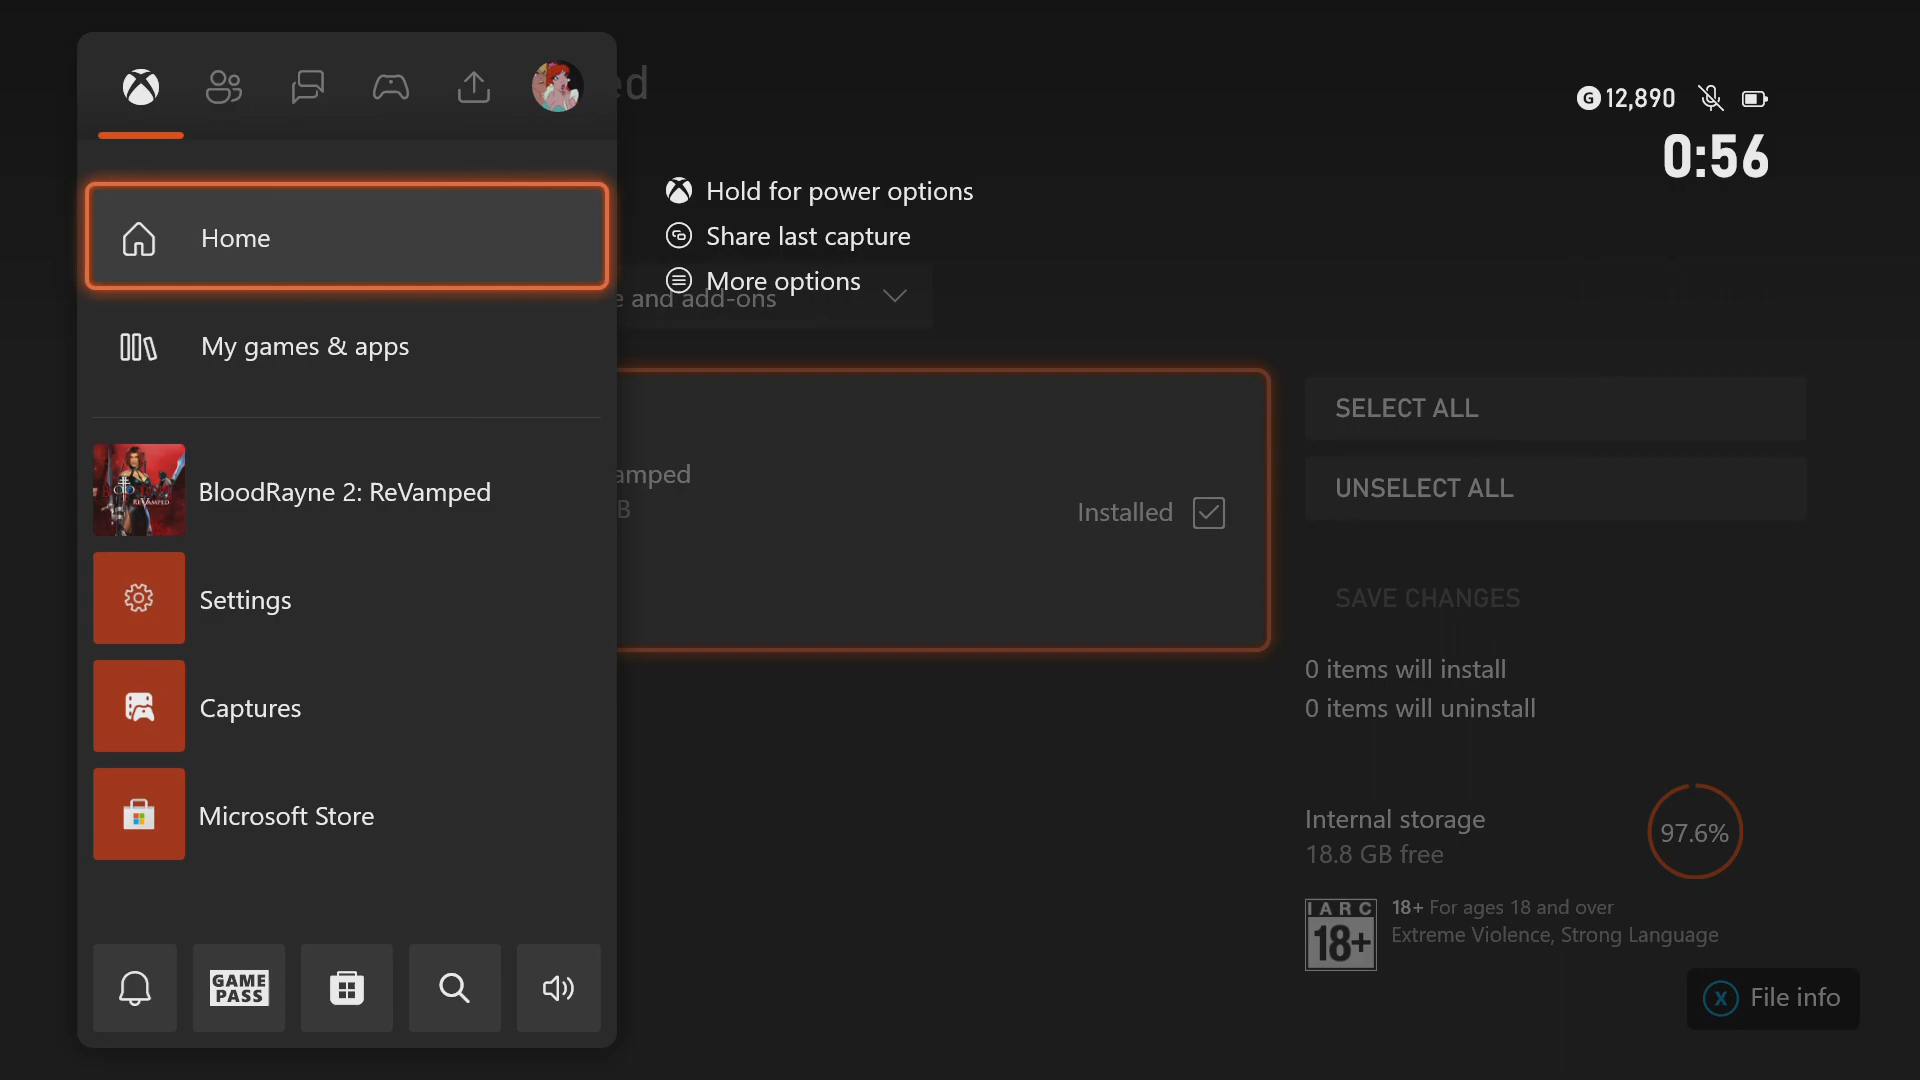 ed
G 12,890
0:56
Hold for power options
Share last capture
More options
e and add-ons
Home
My games & apps
BloodRayne 2: ReVamped
Settings
Captures
Microsoft Store
GAME
PASS
amped
B
Installed
SELECT ALL
UNSELECT ALL
SAVE CHANGES
0 items will install
0 items will uninstall
Internal storage
18.8 GB free
97.6%
IARC
18+
18+ For ages 18 and over
Extreme Violence, Strong Language
X File info